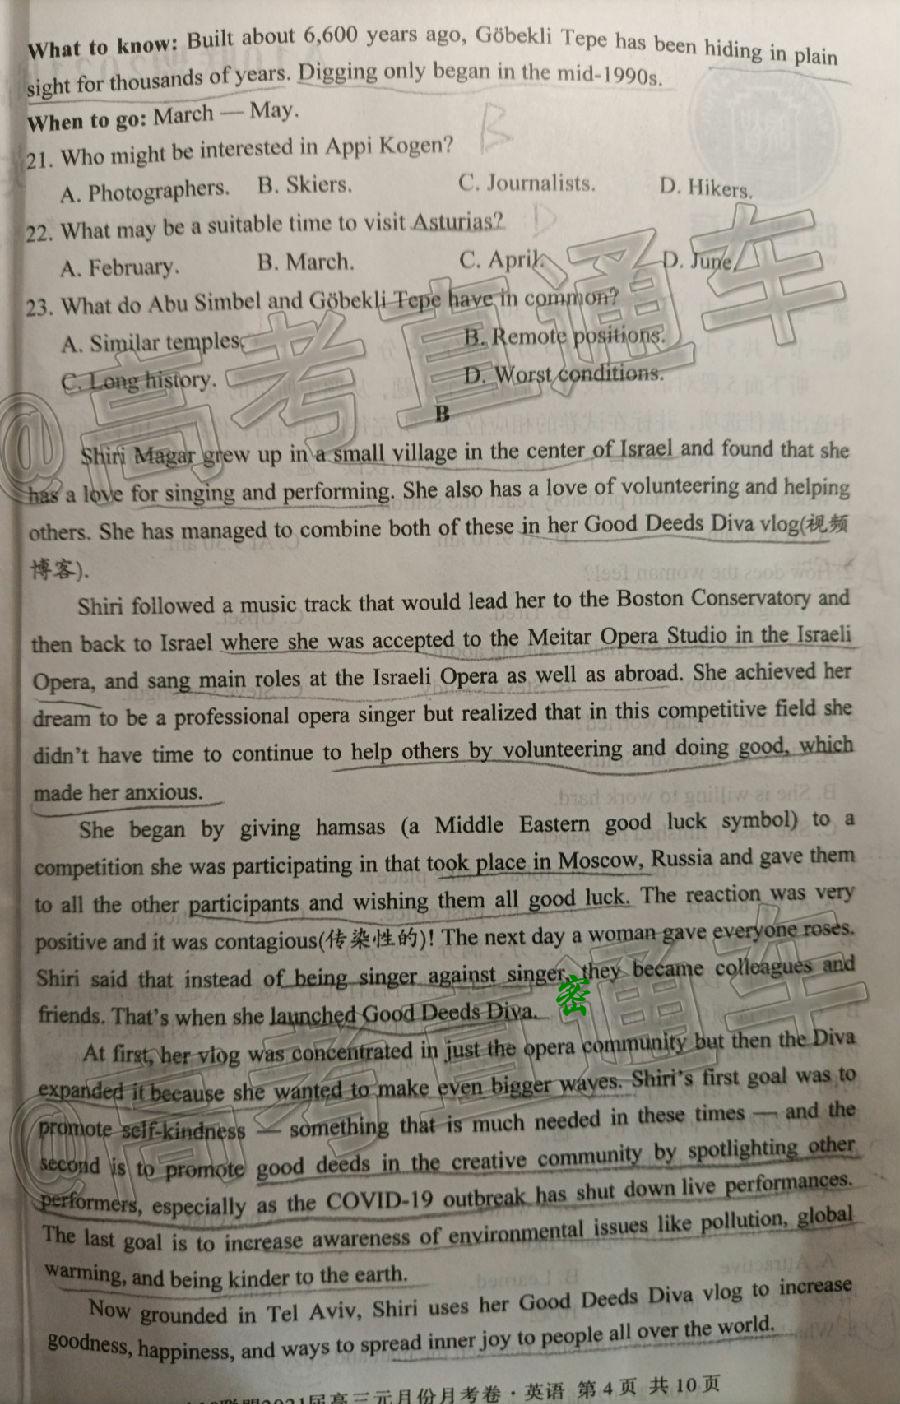 What to know: Built about 6,600 years ago, Göbekli Tepe has been hiding in plain
sight for thousands of years. Digging only began in the mid-1990s.
When to go: March — May.
B
21. Who might be interested in Appi Kogen?
A. Photographers. B. Skiers. C. Journalists. D. Hikers.
D
22. What may be a suitable time to visit Asturias?
A. February. B. March. C. April. D. June.
23. What do Abu Simbel and Göbekli Tepe have in common?
A. Similar temples. B. Remote positions.
C. Long history. D. Worst conditions.
@高考直通车
B
Shiri Magar grew up in a small village in the center of Israel and found that she
has a love for singing and performing. She also has a love of volunteering and helping
others. She has managed to combine both of these in her Good Deeds Diva vlog(视频
博客).
Shiri followed a music track that would lead her to the Boston Conservatory and
then back to Israel where she was accepted to the Meitar Opera Studio in the Israeli
Opera, and sang main roles at the Israeli Opera as well as abroad. She achieved her
dream to be a professional opera singer but realized that in this competitive field she
didn't have time to continue to help others by volunteering and doing good, which
made her anxious.
She began by giving hamsas (a Middle Eastern good luck symbol) to a
competition she was participating in that took place in Moscow, Russia and gave them
to all the other participants and wishing them all good luck. The reaction was very
positive and it was contagious(传染性的)! The next day a woman gave everyone roses.
Shiri said that instead of being singer against singer, they became colleagues and
friends. That's when she launched Good Deeds Diva.
密
At first, her vlog was concentrated in just the opera community but then the Diva
expanded it because she wanted to make even bigger waves. Shiri's first goal was to
promote self-kindness — something that is much needed in these times — and the
second is to promote good deeds in the creative community by spotlighting other
performers, especially as the COVID-19 outbreak has shut down live performances.
The last goal is to increase awareness of environmental issues like pollution, global
warming, and being kinder to the earth.
@高考直通车
Now grounded in Tel Aviv, Shiri uses her Good Deeds Diva vlog to increase
goodness, happiness, and ways to spread inner joy to people all over the world.
2021届高三元月份月考卷·英语 第4页 共10页